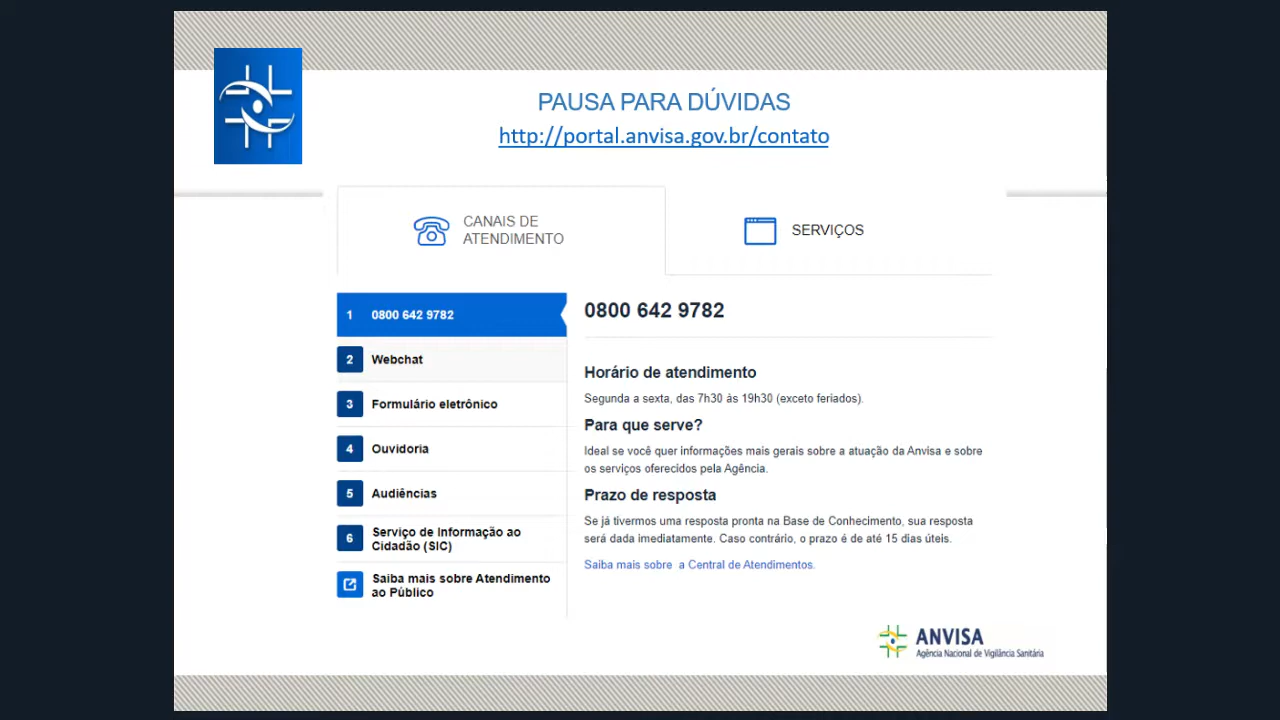 PAUSA PARA DÚVIDAS
http://portal.anvisa.gov.br/contato
CANAIS DE
ATENDIMENTO
SERVIÇOS
1 0800 642 9782
2 Webchat
3 Formulário eletrônico
4 Ouvidoria
5 Audiências
6 Serviço de Informação ao
Cidadão (SIC)
Saiba mais sobre Atendimento
ao Público
0800 642 9782
Horário de atendimento
Segunda a sexta, das 7h30 às 19h30 (exceto feriados).
Para que serve?
Ideal se você quer informações mais gerais sobre a atuação da Anvisa e sobre
os serviços oferecidos pela Agência.
Prazo de resposta
Se já tivermos uma resposta pronta na Base de Conhecimento, sua resposta
será dada imediatamente. Caso contrário, o prazo é de até 15 dias úteis.
Saiba mais sobre  a Central de Atendimentos.
ANVISA
Agência Nacional de Vigilância Sanitária